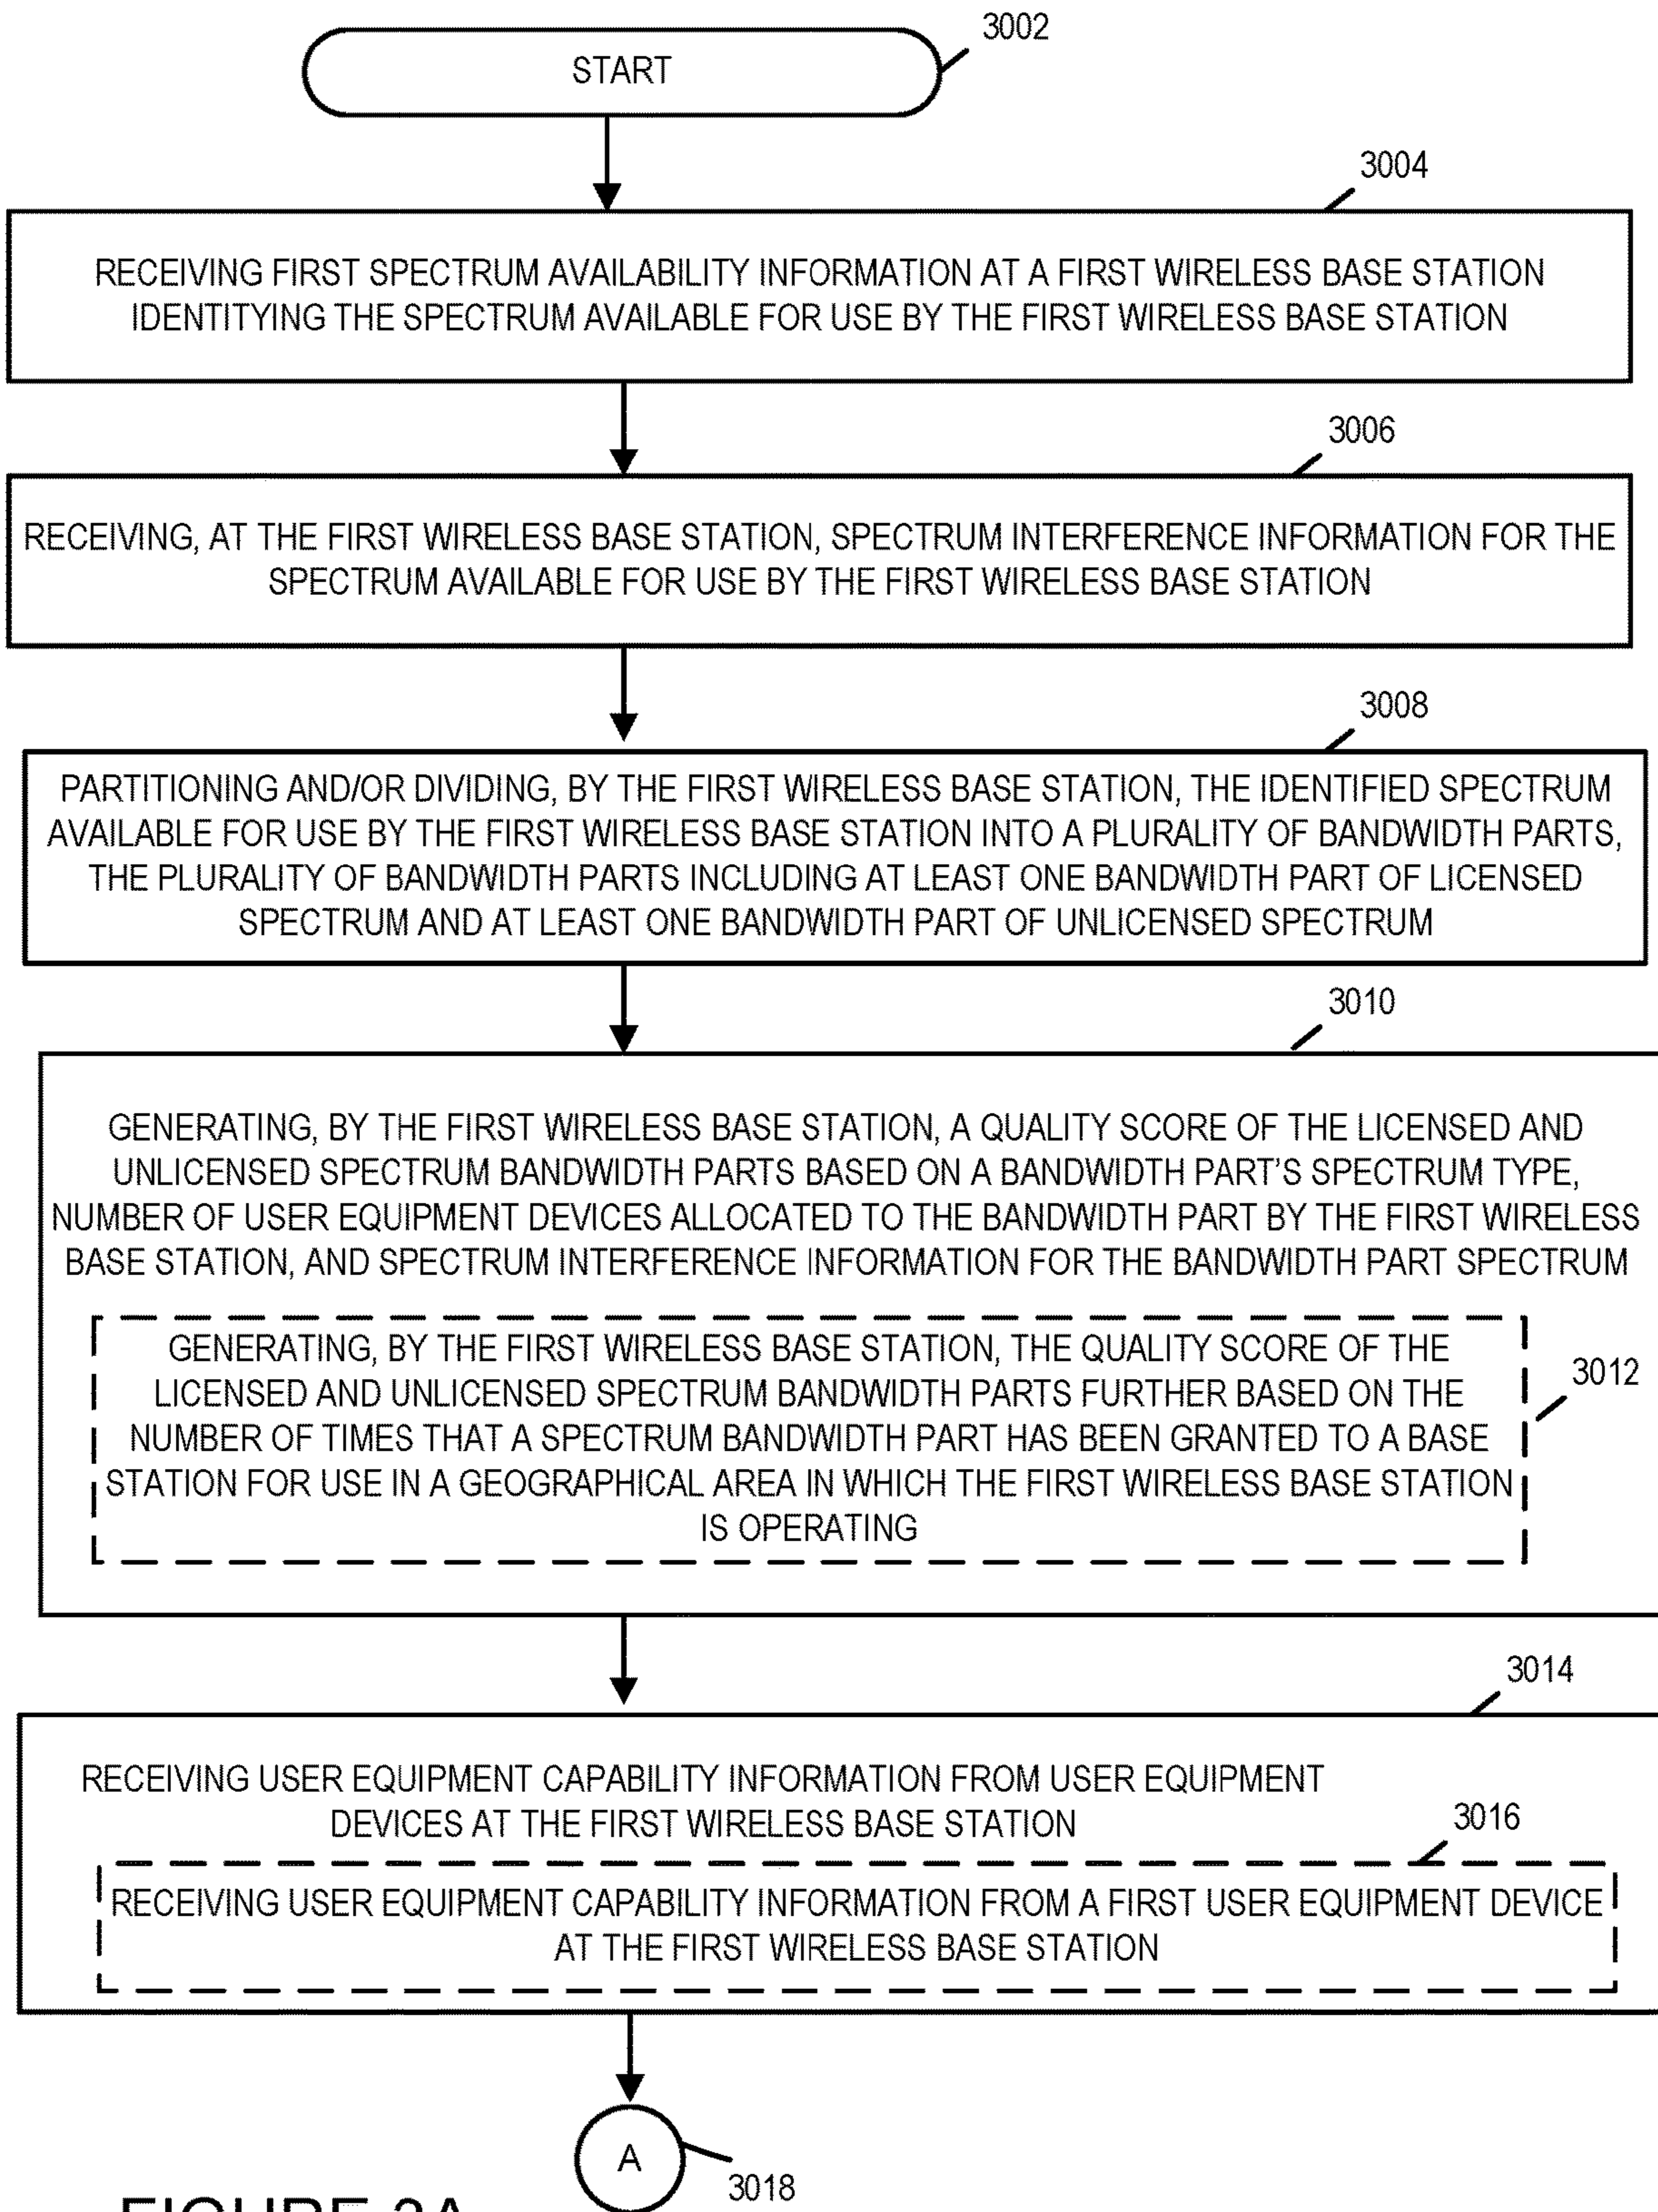 3002
START
3004
RECEIVING FIRST SPECTRUM AVAILABILITY INFORMATION AT A FIRST WIRELESS BASE STATION
IDENTITYING THE SPECTRUM AVAILABLE FOR USE BY THE FIRST WIRELESS BASE STATION
3006
RECEIVING, AT THE FIRST WIRELESS BASE STATION, SPECTRUM INTERFERENCE INFORMATION FOR THE
SPECTRUM AVAILABLE FOR USE BY THE FIRST WIRELESS BASE STATION
3008
PARTITIONING AND/OR DIVIDING, BY THE FIRST WIRELESS BASE STATION, THE IDENTIFIED SPECTRUM
AVAILABLE FOR USE BY THE FIRST WIRELESS BASE STATION INTO A PLURALITY OF BANDWIDTH PARTS,
THE PLURALITY OF BANDWIDTH PARTS INCLUDING AT LEAST ONE BANDWIDTH PART OF LICENSED
SPECTRUM AND AT LEAST ONE BANDWIDTH PART OF UNLICENSED SPECTRUM
3010
GENERATING, BY THE FIRST WIRELESS BASE STATION, A QUALITY SCORE OF THE LICENSED AND
UNLICENSED SPECTRUM BANDWIDTH PARTS BASED ON A BANDWIDTH PART'S SPECTRUM TYPE,
NUMBER OF USER EQUIPMENT DEVICES ALLOCATED TO THE BANDWIDTH PART BY THE FIRST WIRELESS
BASE STATION, AND SPECTRUM INTERFERENCE INFORMATION FOR THE BANDWIDTH PART SPECTRUM
GENERATING, BY THE FIRST WIRELESS BASE STATION, THE QUALITY SCORE OF THE
LICENSED AND UNLICENSED SPECTRUM BANDWIDTH PARTS FURTHER BASED ON THE
3012
NUMBER OF TIMES THAT A SPECTRUM BANDWIDTH PART HAS BEEN GRANTED TO A BASE
STATION FOR USE IN A GEOGRAPHICAL AREA IN WHICH THE FIRST WIRELESS BASE STATION
IS OPERATING
3014
RECEIVING USER EQUIPMENT CAPABILITY INFORMATION FROM USER EQUIPMENT
DEVICES AT THE FIRST WIRELESS BASE STATION
3016
RECEIVING USER EQUIPMENT CAPABILITY INFORMATION FROM A FIRST USER EQUIPMENT DEVICE
AT THE FIRST WIRELESS BASE STATION
A
3018
FIGURE 3A